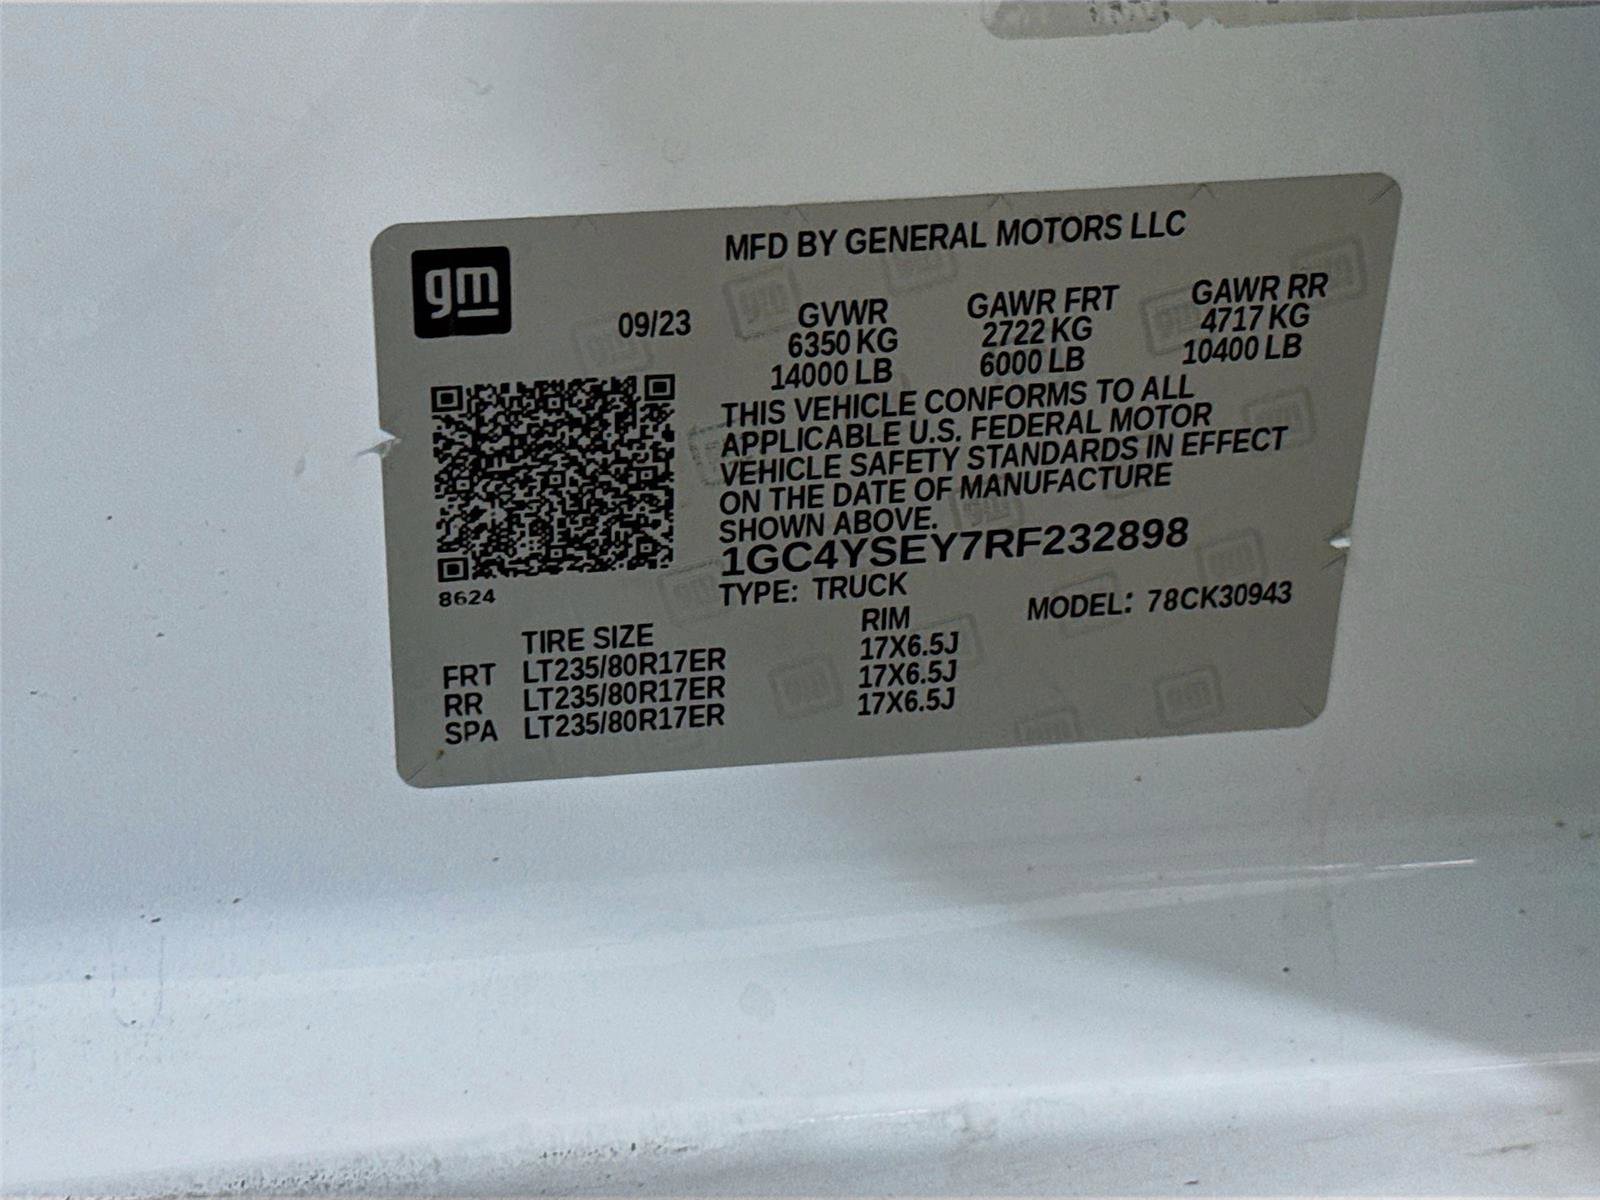 gm
MFD BY GENERAL MOTORS LLC
09/23
GVWR GAWR FRT GAWR RR
6350 KG 2722 KG 4717 KG
14000 LB 6000 LB 10400 LB
THIS VEHICLE CONFORMS TO ALL
APPLICABLE U.S. FEDERAL MOTOR
VEHICLE SAFETY STANDARDS IN EFFECT
ON THE DATE OF MANUFACTURE
SHOWN ABOVE.
1GC4YSEY7RF232898
8624
TYPE: TRUCK MODEL: 78CK30943
TIRE SIZE RIM
FRT LT235/80R17ER 17X6.5J
RR LT235/80R17ER 17X6.5J
SPA LT235/80R17ER 17X6.5J